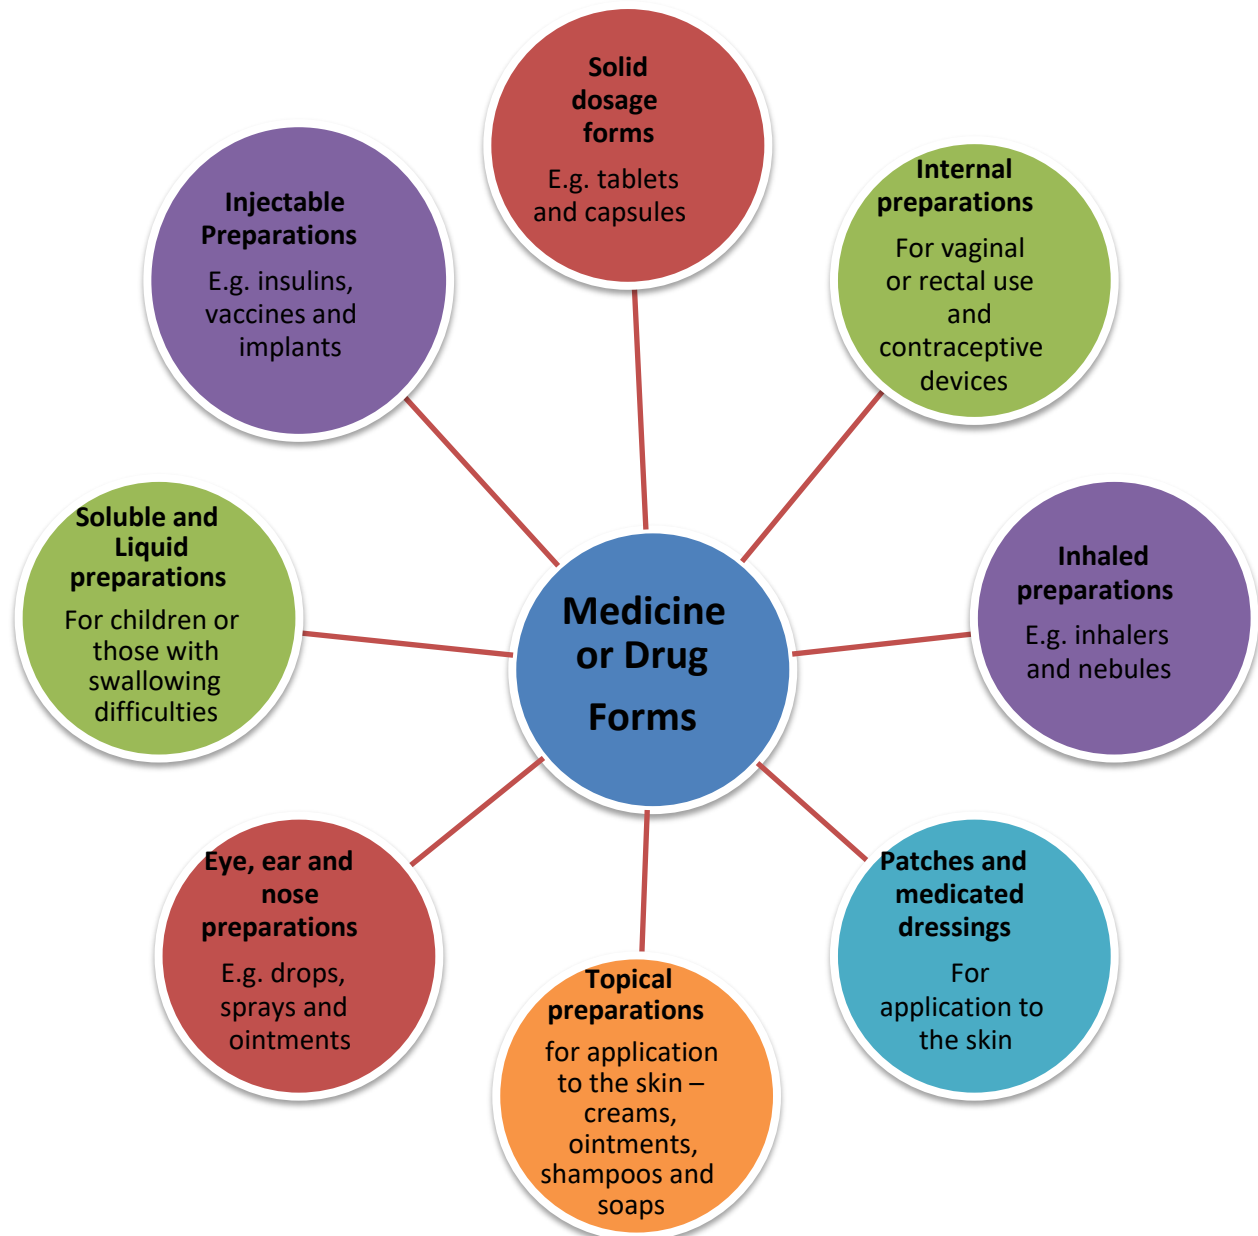 Solid
dosage
forms
E.g. tablets
and capsules
Internal
preparations
For vaginal
or rectal use
and
contraceptive
devices
Inhaled
preparations
E.g. inhalers
and nebules
Patches and
medicated
dressings
For
application to
the skin
Topical
preparations
for application
to the skin –
creams,
ointments,
shampoos and
soaps
Eye, ear and
nose
preparations
E.g. drops,
sprays and
ointments
Soluble and
Liquid
preparations
For children or
those with
swallowing
difficulties
Injectable
Preparations
E.g. insulins,
vaccines and
implants
Medicine
or Drug
Forms